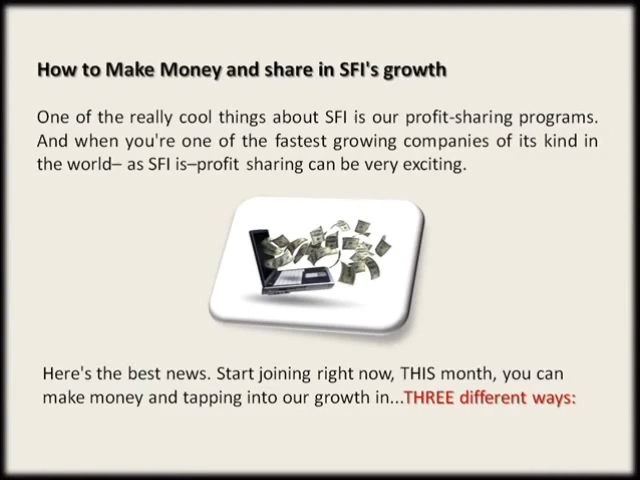 How to Make Money and share in SFI's growth
One of the really cool things about SFI is our profit-sharing programs.
And when you're one of the fastest growing companies of its kind in
the world– as SFI is–profit sharing can be very exciting.
Here's the best news. Start joining right now, THIS month, you can
make money and tapping into our growth in...THREE different ways: